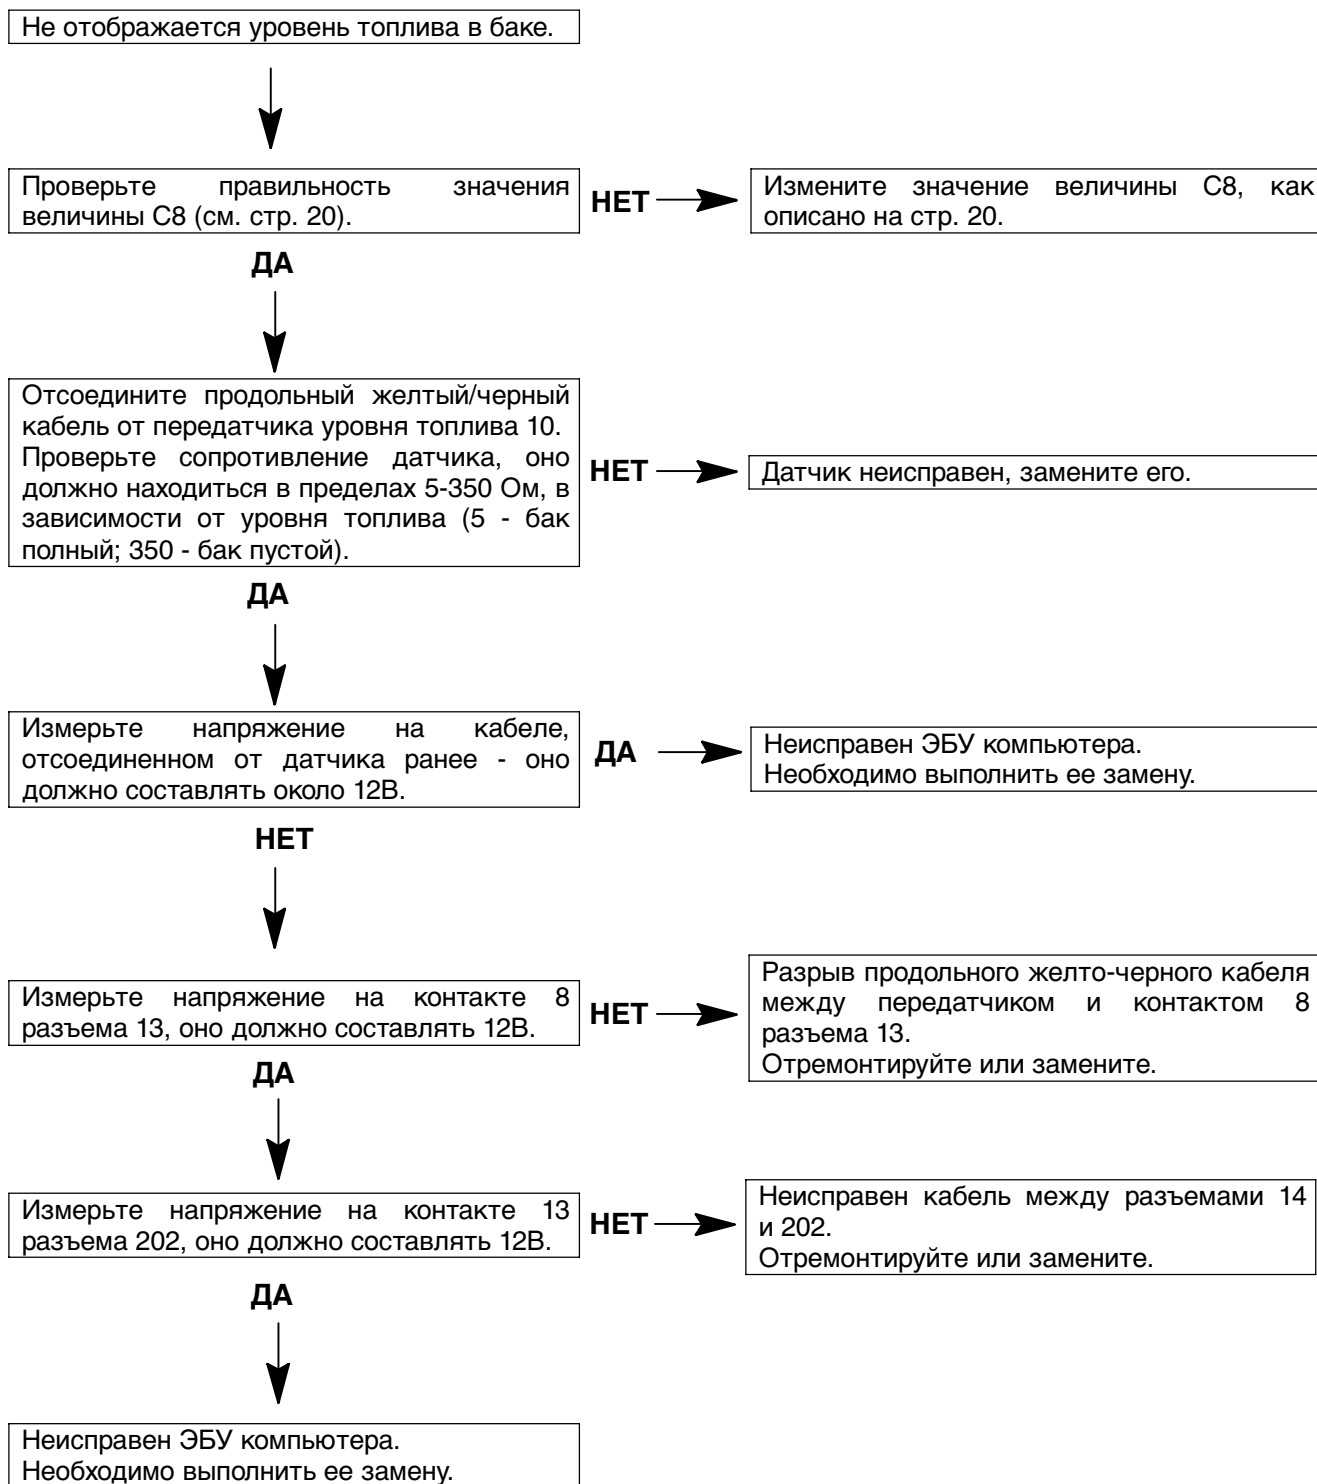 Не отображается уровень топлива в баке.
Проверьте правильность значения
величины С8 (см. стр. 20).
НЕТ
Измените значение величины С8, как
описано на стр. 20.
ДА
Отсоедините продольный желтый/черный
кабель от передатчика уровня топлива 10.
Проверьте сопротивление датчика, оно
должно находиться в пределах 5-350 Ом, в
зависимости от уровня топлива (5 - бак
полный; 350 - бак пустой).
НЕТ
Датчик неисправен, замените его.
ДА
Измерьте напряжение на кабеле,
отсоединенном от датчика ранее - оно
должно составлять около 12В.
ДА
Неисправен ЭБУ компьютера.
Необходимо выполнить ее замену.
НЕТ
Измерьте напряжение на контакте 8
разъема 13, оно должно составлять 12В.
НЕТ
Разрыв продольного желто-черного кабеля
между передатчиком и контактом 8
разъема 13.
Отремонтируйте или замените.
ДА
Измерьте напряжение на контакте 13
разъема 202, оно должно составлять 12В.
НЕТ
Неисправен кабель между разъемами 14
и 202.
Отремонтируйте или замените.
ДА
Неисправен ЭБУ компьютера.
Необходимо выполнить ее замену.